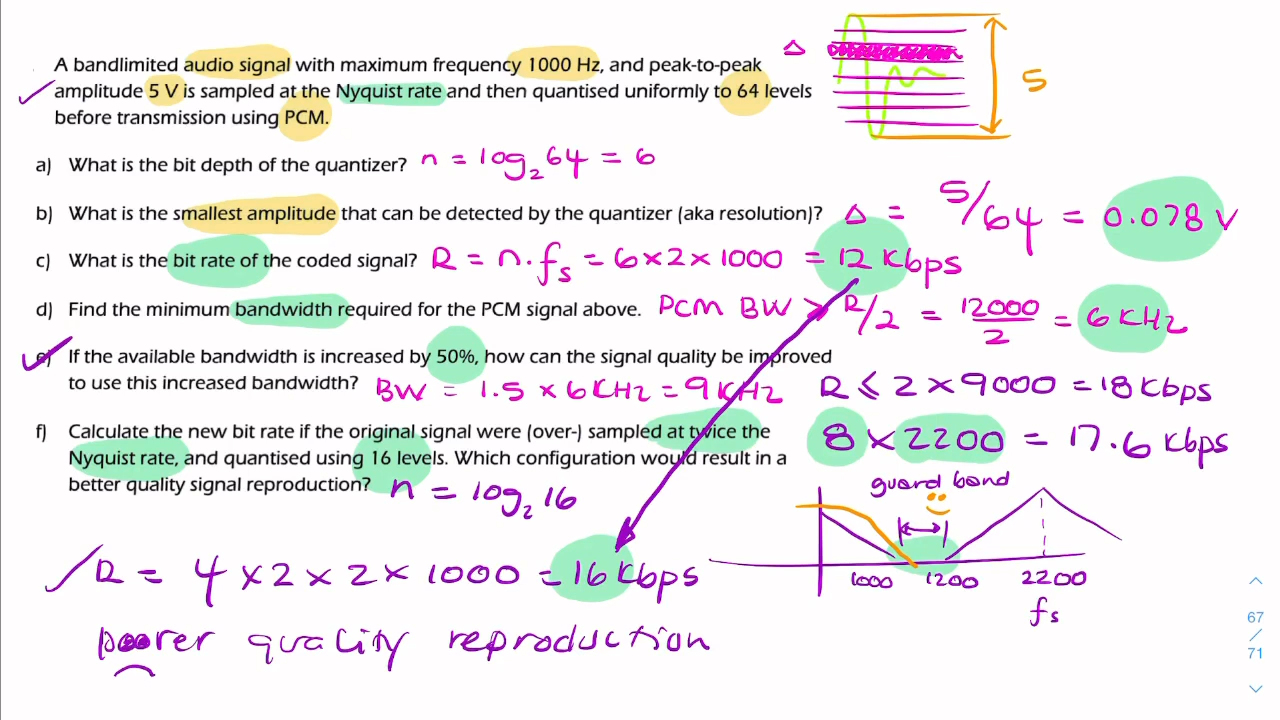 A bandlimited audio signal with maximum frequency 1000 Hz, and peak-to-peak
amplitude 5 V is sampled at the Nyquist rate and then quantised uniformly to 64 levels
before transmission using PCM.
Δ
5
a) What is the bit depth of the quantizer? n = log₂ 64 = 6
b) What is the smallest amplitude that can be detected by the quantizer (aka resolution)? Δ = 5/64 = 0.078 V
c) What is the bit rate of the coded signal? R = n.fs = 6 x 2 x 1000 = 12 Kbps
d) Find the minimum bandwidth required for the PCM signal above. PCM BW > R/2 = 12000/2 = 6 KHz
e) If the available bandwidth is increased by 50%, how can the signal quality be improved
to use this increased bandwidth? BW = 1.5 x 6 KHz = 9 KHz R ≤ 2 x 9000 = 18 Kbps
8 x 2200 = 17.6 Kbps
f) Calculate the new bit rate if the original signal were (over-) sampled at twice the
Nyquist rate, and quantised using 16 levels. Which configuration would result in a
better quality signal reproduction? n = log₂ 16
guard band
R = 4 x 2 x 2 x 1000 = 16 Kbps
1000 1200 2200
fs
poorer quality reproduction
67
/
71